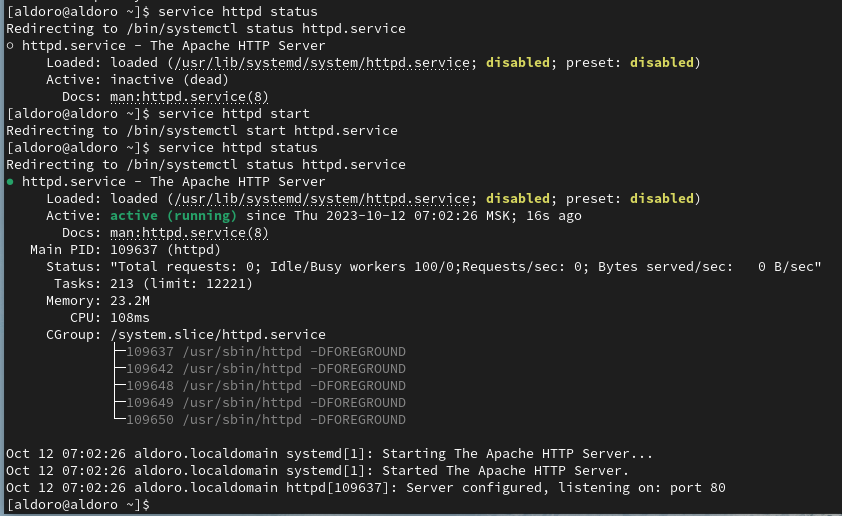 [aldoro@aldoro ~]$ service httpd status
Redirecting to /bin/systemctl status httpd.service
○ httpd.service - The Apache HTTP Server
     Loaded: loaded (/usr/lib/systemd/system/httpd.service; disabled; preset: disabled)
     Active: inactive (dead)
       Docs: man:httpd.service(8)
[aldoro@aldoro ~]$ service httpd start
Redirecting to /bin/systemctl start httpd.service
[aldoro@aldoro ~]$ service httpd status
Redirecting to /bin/systemctl status httpd.service
● httpd.service - The Apache HTTP Server
     Loaded: loaded (/usr/lib/systemd/system/httpd.service; disabled; preset: disabled)
     Active: active (running) since Thu 2023-10-12 07:02:26 MSK; 16s ago
       Docs: man:httpd.service(8)
   Main PID: 109637 (httpd)
     Status: "Total requests: 0; Idle/Busy workers 100/0;Requests/sec: 0; Bytes served/sec:   0 B/sec"
      Tasks: 213 (limit: 12221)
     Memory: 23.2M
        CPU: 108ms
     CGroup: /system.slice/httpd.service
             ├─109637 /usr/sbin/httpd -DFOREGROUND
             ├─109642 /usr/sbin/httpd -DFOREGROUND
             ├─109648 /usr/sbin/httpd -DFOREGROUND
             ├─109649 /usr/sbin/httpd -DFOREGROUND
             └─109650 /usr/sbin/httpd -DFOREGROUND

Oct 12 07:02:26 aldoro.localdomain systemd[1]: Starting The Apache HTTP Server...
Oct 12 07:02:26 aldoro.localdomain systemd[1]: Started The Apache HTTP Server.
Oct 12 07:02:26 aldoro.localdomain httpd[109637]: Server configured, listening on: port 80
[aldoro@aldoro ~]$